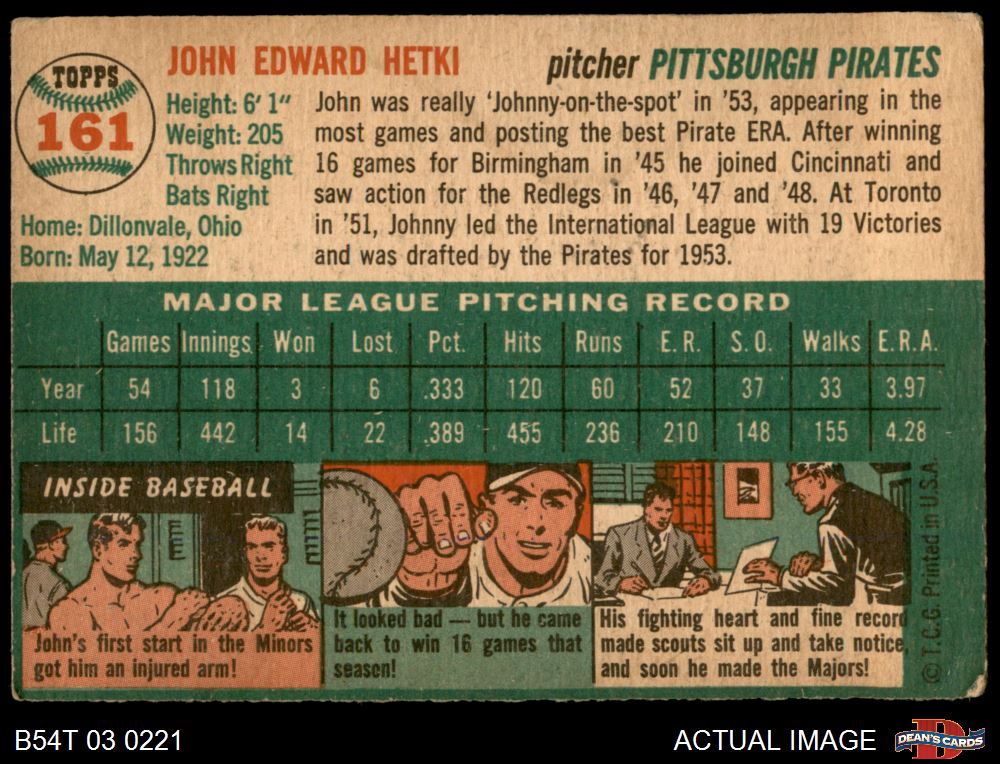 TOPPS
161
JOHN EDWARD HETKI
pitcher PITTSBURGH PIRATES
Height: 6' 1"
Weight: 205
Throws Right
Bats Right
Home: Dillonvale, Ohio
Born: May 12, 1922
John was really 'Johnny-on-the-spot' in '53, appearing in the
most games and posting the best Pirate ERA. After winning
16 games for Birmingham in '45 he joined Cincinnati and
saw action for the Redlegs in '46, '47 and '48. At Toronto
in '51, Johnny led the International League with 19 Victories
and was drafted by the Pirates for 1953.
MAJOR LEAGUE PITCHING RECORD
Games Innings Won Lost Pct. Hits Runs E.R. S.O. Walks E.R.A.
Year 54 118 3 6 .333 120 60 52 37 33 3.97
Life 156 442 14 22 .389 455 236 210 148 155 4.28
INSIDE BASEBALL
John's first start in the Minors
got him an injured arm!
It looked bad — but he came
back to win 16 games that
season!
His fighting heart and fine record
made scouts sit up and take notice,
and soon he made the Majors!
© T.C.G. Printed in U.S.A.
B54T 03 0221
ACTUAL IMAGE
DEAN'S CARDS